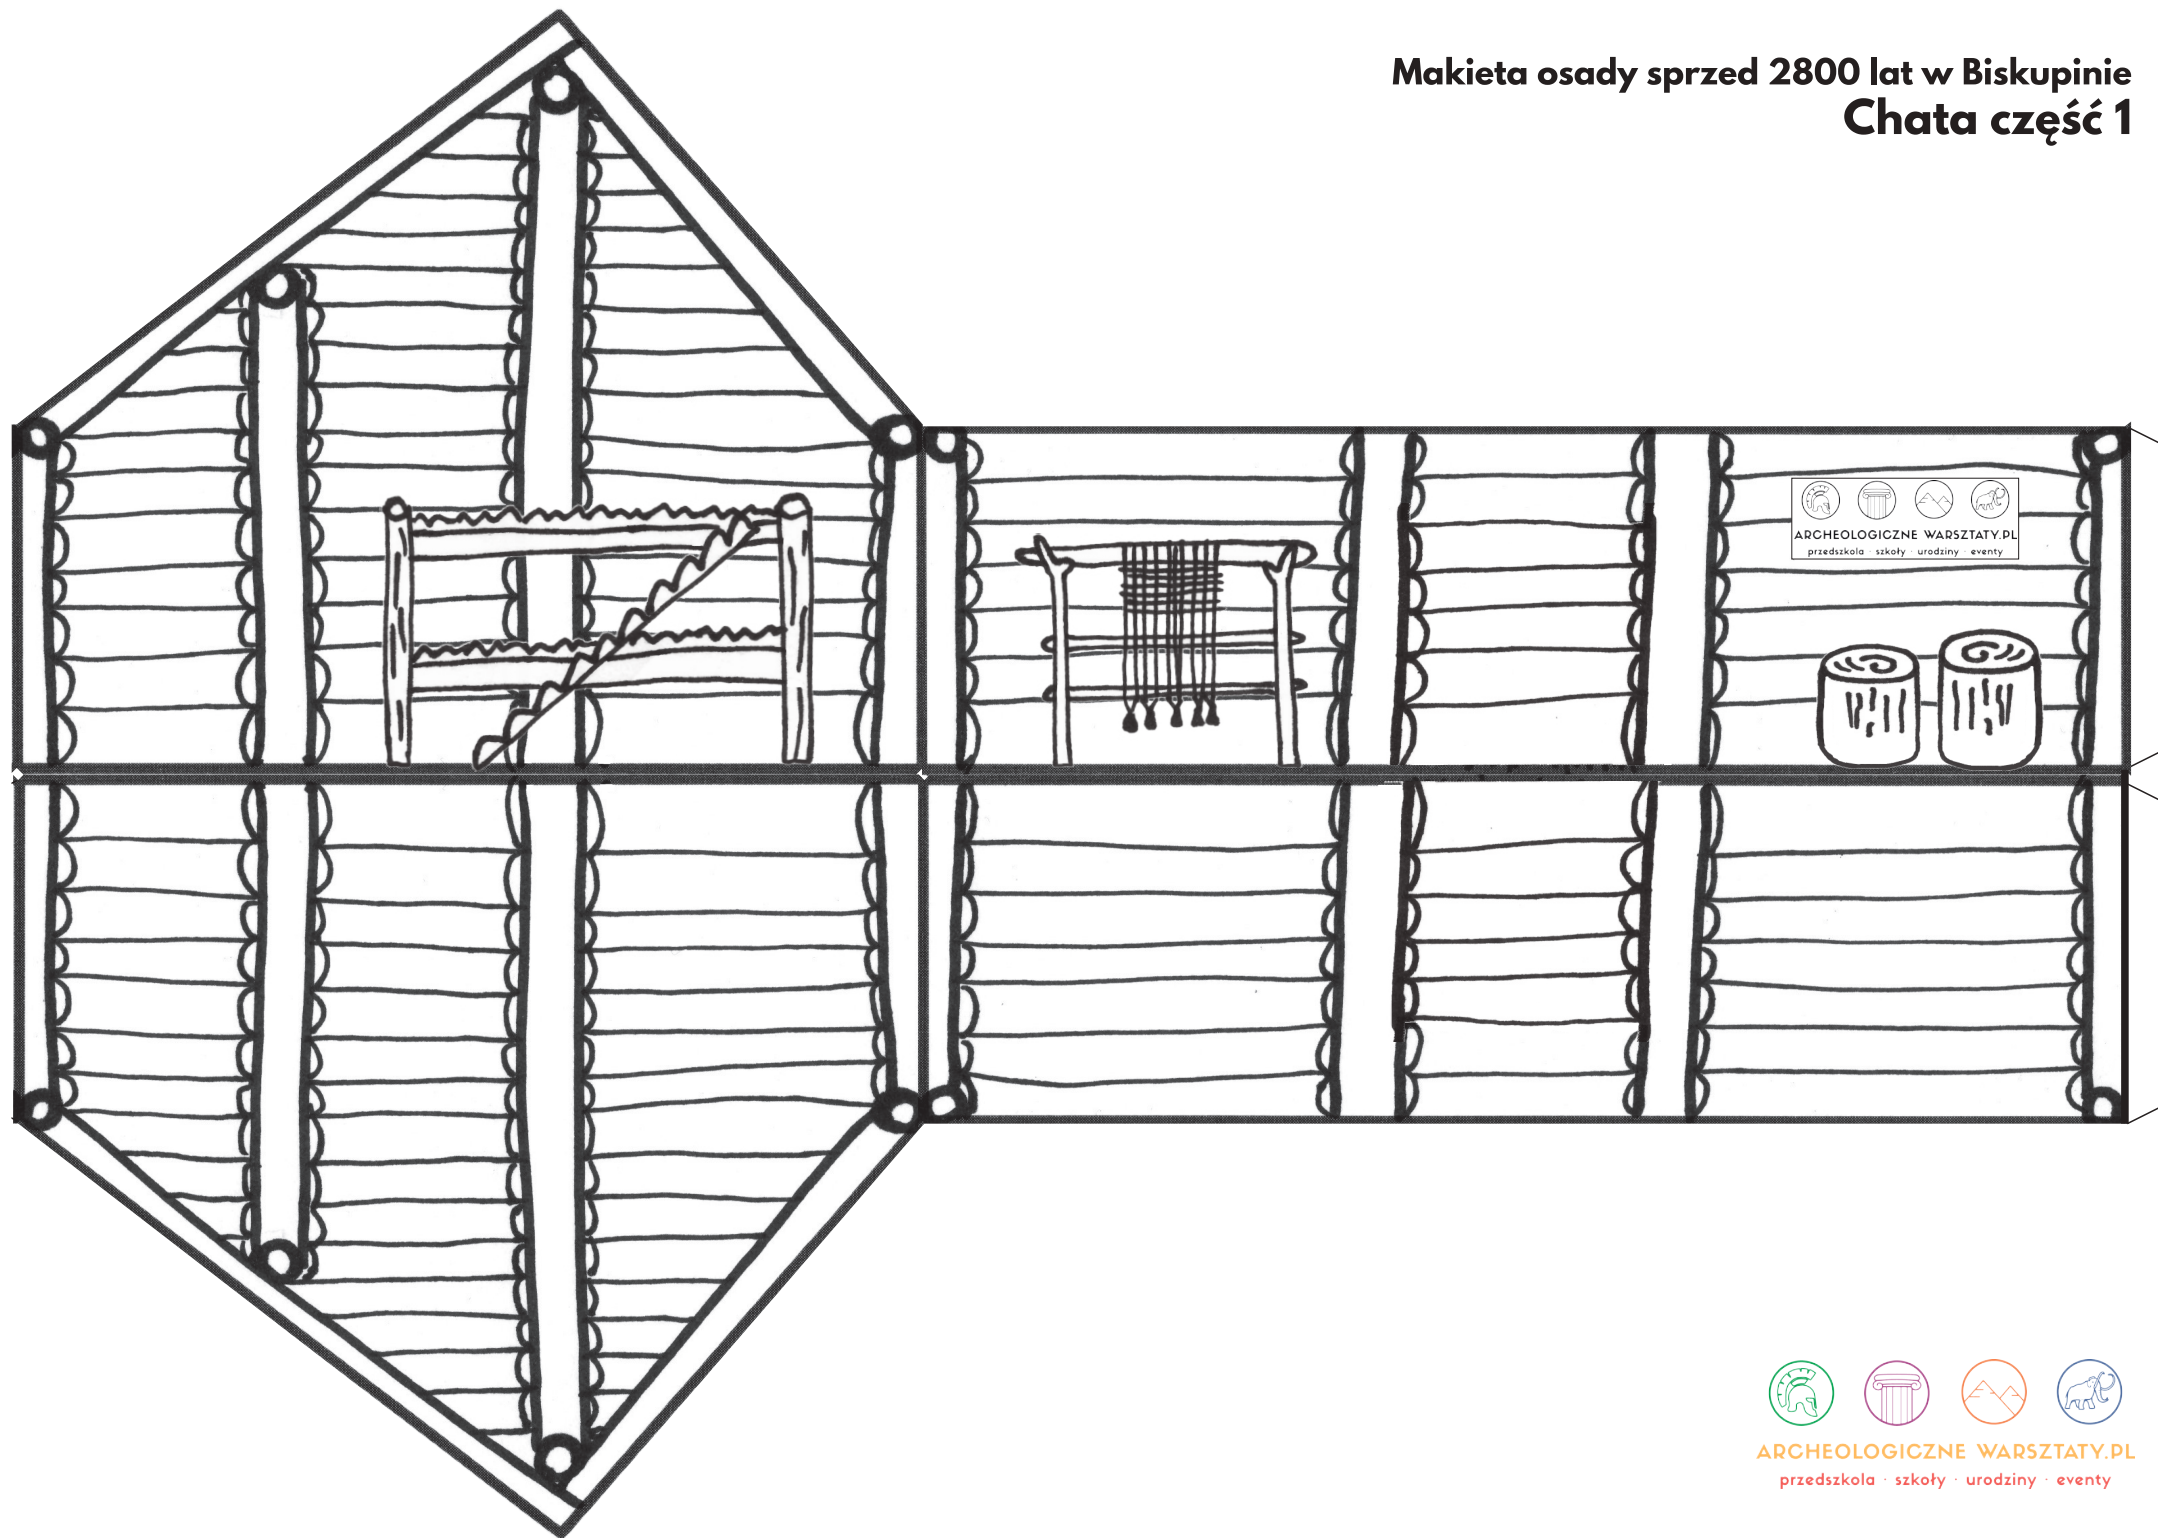 Makieta osady sprzed 2800 lat w Biskupinie
Chata część 1
ARCHEOLOGICZNE WARSZTATY.PL
przedszkola · szkoły · urodziny · eventy
ARCHEOLOGICZNE WARSZTATY.PL
przedszkola · szkoły · urodziny · eventy